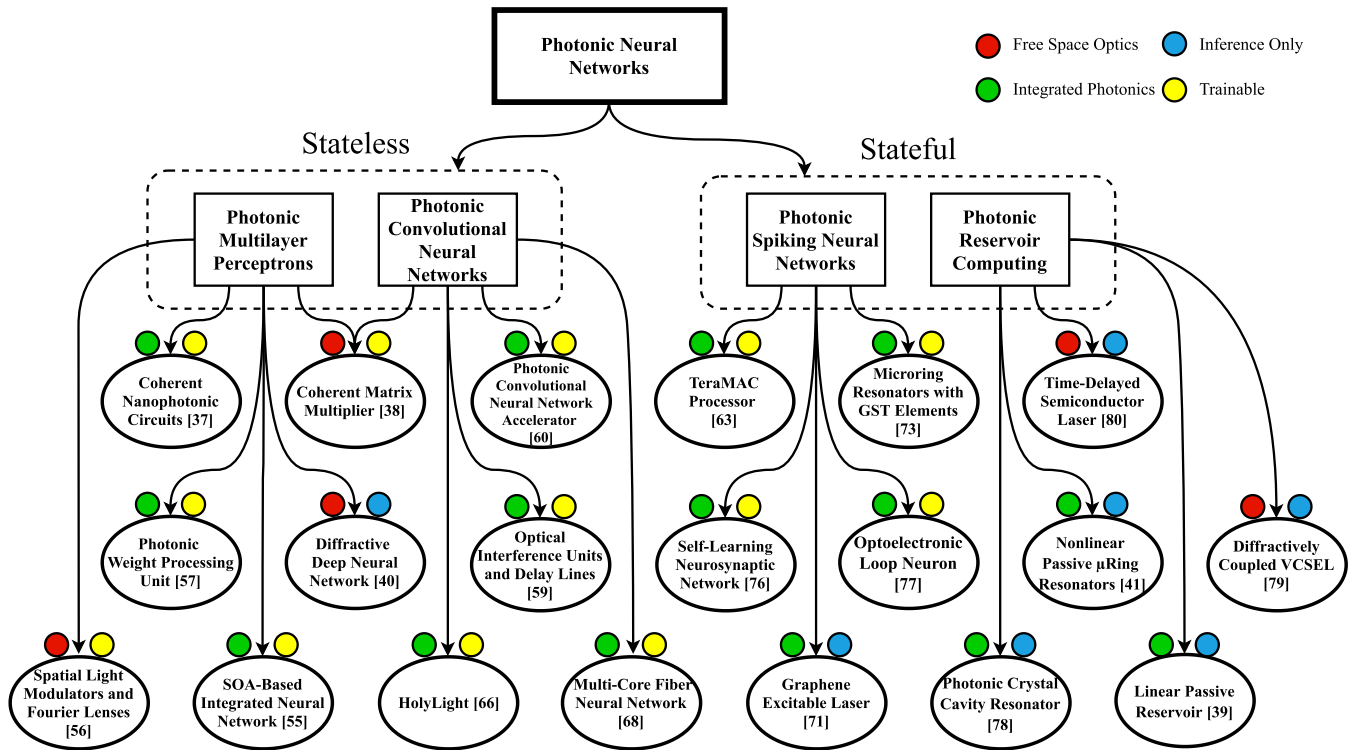 Photonic Neural
Networks
Free Space Optics
Inference Only
Integrated Photonics
Trainable
Stateless
Stateful
Photonic
Multilayer
Perceptrons
Photonic
Convolutional
Neural
Networks
Photonic
Spiking Neural
Networks
Photonic
Reservoir
Computing
Coherent
Nanophotonic
Circuits [37]
Coherent Matrix
Multiplier [38]
Photonic
Convolutional
Neural Network
Accelerator
[60]
TeraMAC
Processor
[63]
Microring
Resonators with
GST Elements
[73]
Time-Delayed
Semiconductor
Laser [80]
Photonic
Weight Processing
Unit [57]
Diffractive
Deep Neural
Network [40]
Optical
Interference Units
and Delay Lines
[59]
Self-Learning
Neurosynaptic
Network [76]
Optoelectronic
Loop Neuron
[77]
Nonlinear
Passive µRing
Resonators [41]
Diffractively
Coupled VCSEL
[79]
Spatial Light
Modulators and
Fourier Lenses
[56]
SOA-Based
Integrated Neural
Network [55]
HolyLight [66]
Multi-Core Fiber
Neural Network
[68]
Graphene
Excitable Laser
[71]
Photonic Crystal
Cavity Resonator
[78]
Linear Passive
Reservoir [39]